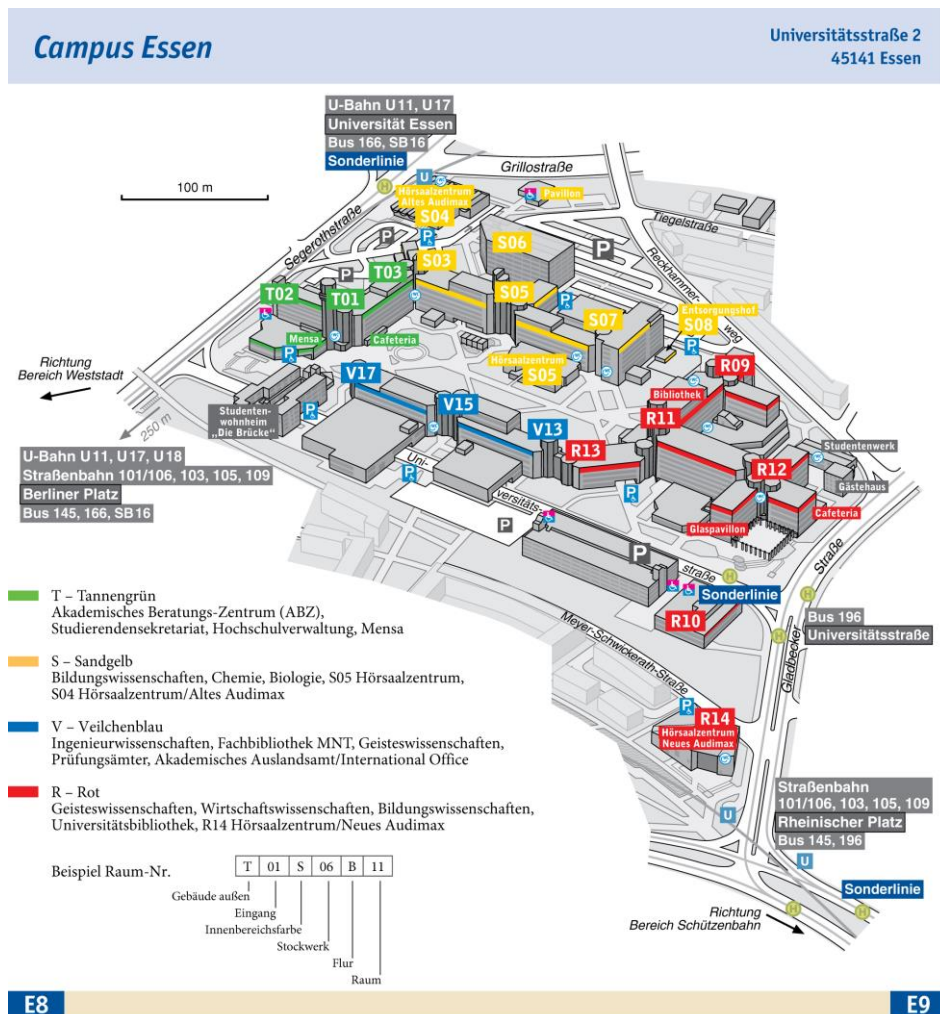 Campus Essen
Universitätsstraße 2
45141 Essen
U-Bahn U11, U17
Universität Essen
Bus 166, SB16
Sonderlinie
100 m
Grillostraße
U
H
Hörsaalzentrum
Altes Audimax
S04
Pavillon
Segerothstraße
Tiegelstraße
Reckhammerweg
P
P
S03
S06
P
P
T03
P
T02
T01
S05
P
S07
Entsorgungshof
S08
P
Mensa
Cafeteria
P
Hörsaalzentrum
S05
R09
Richtung
Bereich Weststadt
V17
Bibliothek
250 m
Studenten-
wohnheim
„Die Brücke“
P
V15
R11
V13
R13
Studentenwerk
R12
Gästehaus
U-Bahn U11, U17, U18
Straßenbahn 101/106, 103, 105, 109
Berliner Platz
Bus 145, 166, SB16
Uni-
P
versitäts-
P
Glaspavillon
Cafeteria
P
P
straße
H
Sonderlinie
H
Gladbecker Straße
Bus 196
Universitätsstraße
H
R10
Meyer-Schwickerath-Straße
P
R14
Hörsaalzentrum
Neues Audimax
T – Tannengrün
Akademisches Beratungs-Zentrum (ABZ),
Studierendensekretariat, Hochschulverwaltung, Mensa
S – Sandgelb
Bildungswissenschaften, Chemie, Biologie, S05 Hörsaalzentrum,
S04 Hörsaalzentrum/Altes Audimax
V – Veilchenblau
Ingenieurwissenschaften, Fachbibliothek MNT, Geisteswissenschaften,
Prüfungsämter, Akademisches Auslandsamt/International Office
R – Rot
Geisteswissenschaften, Wirtschaftswissenschaften, Bildungswissenschaften,
Universitätsbibliothek, R14 Hörsaalzentrum/Neues Audimax
Straßenbahn
101/106, 103, 105, 109
Rheinischer Platz
Bus 145, 196
U
U
Sonderlinie
H
H
Richtung
Bereich Schützenbahn
Beispiel Raum-Nr.
T 01 S 06 B 11
Gebäude außen
Eingang
Innenbereichsfarbe
Stockwerk
Flur
Raum
E8
E9